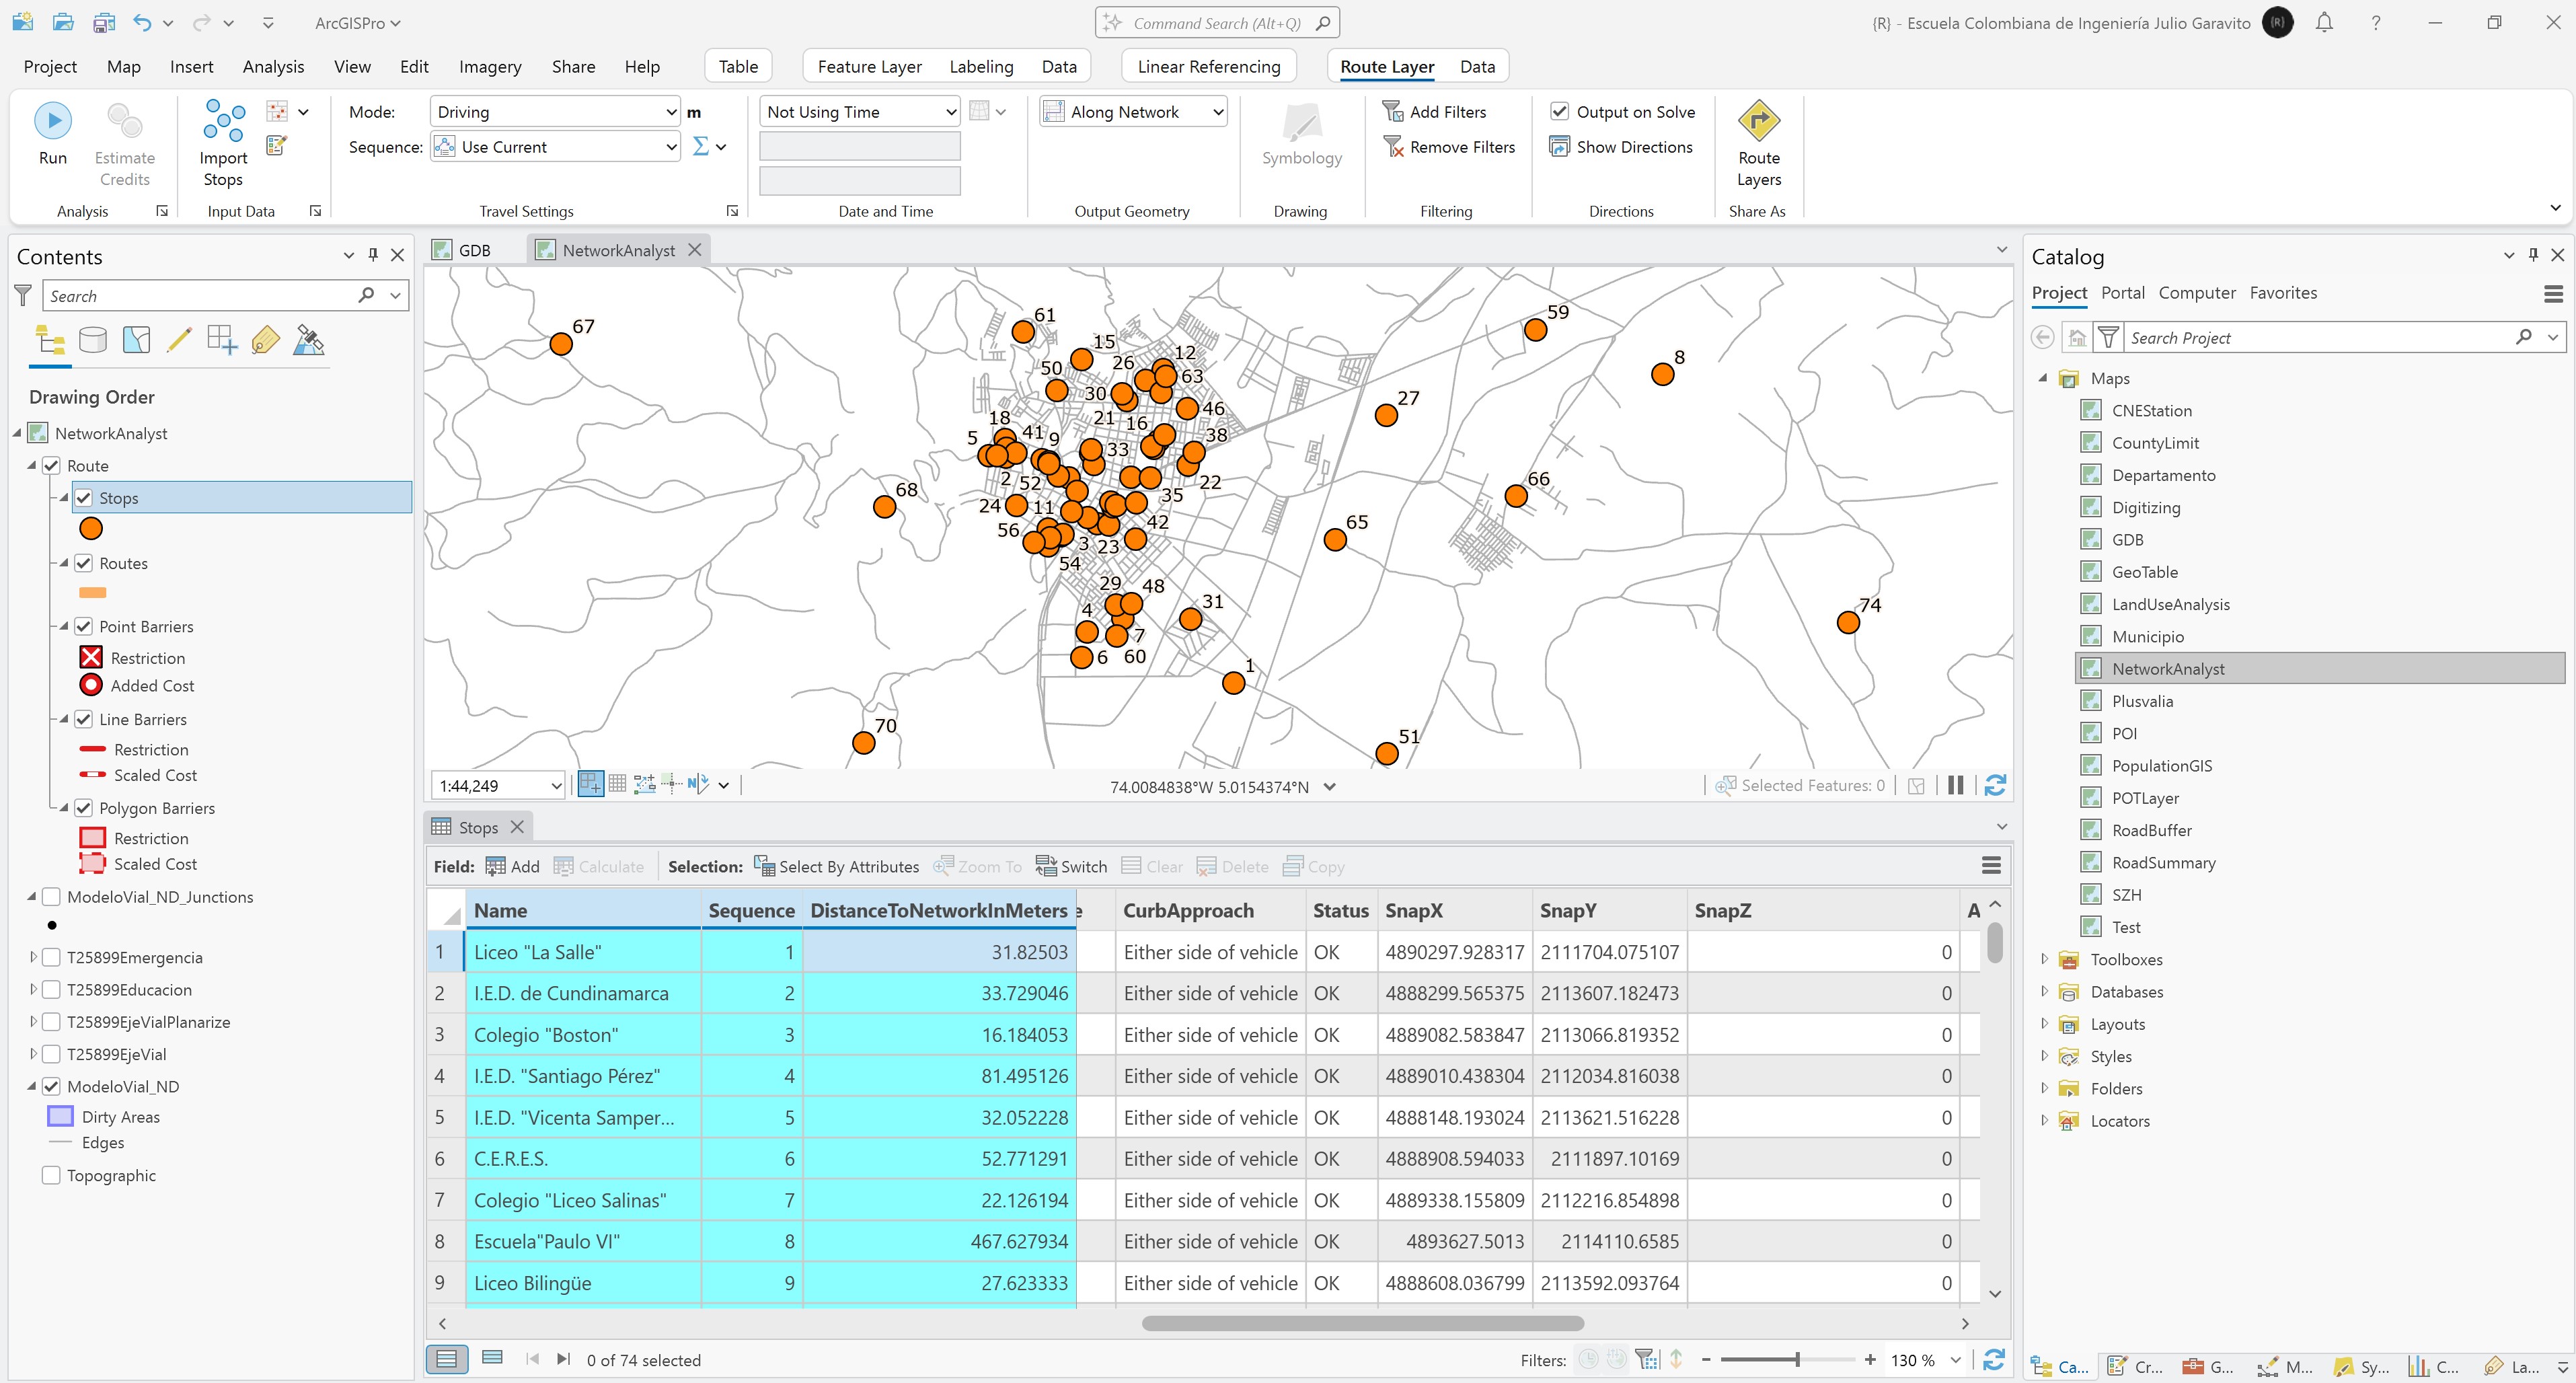 ArcGISPro
Command Search (Alt+Q)
{R} - Escuela Colombiana de Ingeniería Julio Garavito
{R}
Project Map Insert Analysis View Edit Imagery Share Help Table Feature Layer Labeling Data Linear Referencing Route Layer Data
Run
Estimate Credits
Analysis
Import Stops
Input Data
Mode: Driving m
Sequence: Use Current
Travel Settings
Not Using Time
Date and Time
Along Network
Output Geometry
Symbology
Drawing
Add Filters
Remove Filters
Filtering
Output on Solve
Show Directions
Directions
Route Layers
Share As
Contents
Search
Drawing Order
NetworkAnalyst
Route
Stops
Routes
Point Barriers
Restriction
Added Cost
Line Barriers
Restriction
Scaled Cost
Polygon Barriers
Restriction
Scaled Cost
ModeloVial_ND_Junctions
T25899Emergencia
T25899Educacion
T25899EjeVialPlanarize
T25899EjeVial
ModeloVial_ND
Dirty Areas
Edges
Topographic
GDB NetworkAnalyst
67
61
59
15
12
8
26
50
63
30
27
46
21
18
16
5
41
9
38
33
2
52
22
66
68
35
24
11
65
42
56
3
23
54
29
48
31
4
74
7
6
60
1
70
51
1:44,249
74.0084838°W 5.0154374°N
Selected Features: 0
Stops
Field: Add Calculate Selection: Select By Attributes Zoom To Switch Clear Delete Copy
Name Sequence DistanceToNetworkInMeters e CurbApproach Status SnapX SnapY SnapZ A
1 Liceo "La Salle" 1 31.82503 Either side of vehicle OK 4890297.928317 2111704.075107 0
2 I.E.D. de Cundinamarca 2 33.729046 Either side of vehicle OK 4888299.565375 2113607.182473 0
3 Colegio "Boston" 3 16.184053 Either side of vehicle OK 4889082.583847 2113066.819352 0
4 I.E.D. "Santiago Pérez" 4 81.495126 Either side of vehicle OK 4889010.438304 2112034.816038 0
5 I.E.D. "Vicenta Samper... 5 32.052228 Either side of vehicle OK 4888148.193024 2113621.516228 0
6 C.E.R.E.S. 6 52.771291 Either side of vehicle OK 4888908.594033 2111897.10169 0
7 Colegio "Liceo Salinas" 7 22.126194 Either side of vehicle OK 4889338.155809 2112216.854898 0
8 Escuela"Paulo VI" 8 467.627934 Either side of vehicle OK 4893627.5013 2114110.6585 0
9 Liceo Bilingüe 9 27.623333 Either side of vehicle OK 4888608.036799 2113592.093764 0
0 of 74 selected
Filters:
130 %
Catalog
Project Portal Computer Favorites
Search Project
Maps
CNEStation
CountyLimit
Departamento
Digitizing
GDB
GeoTable
LandUseAnalysis
Municipio
NetworkAnalyst
Plusvalia
POI
PopulationGIS
POTLayer
RoadBuffer
RoadSummary
SZH
Test
Toolboxes
Databases
Layouts
Styles
Folders
Locators
Ca... Cr... G... M... Sy... C... La...